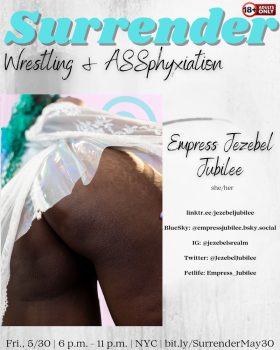 Surrender
18+ ADULTS ONLY
Wrestling & ASSphyxiation
Empress Jezebel
Jubilee
she/her
linktr.ee/jezebeljubilee
BlueSky: @empressjubilee.bsky.social
IG: @jezebelsrealm
Twitter: @JezebelJubilee
Fetlife: Empress_Jubilee
Fri., 5/30 | 6 p.m. - 11 p.m. | NYC | bit.ly/SurrenderMay30